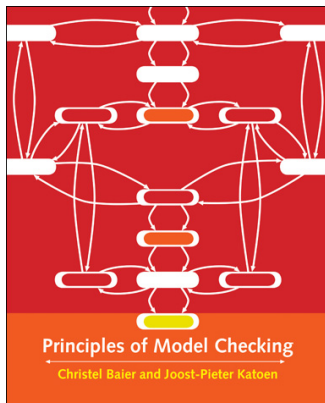 Principles of Model Checking
Christel Baier and Joost-Pieter Katoen